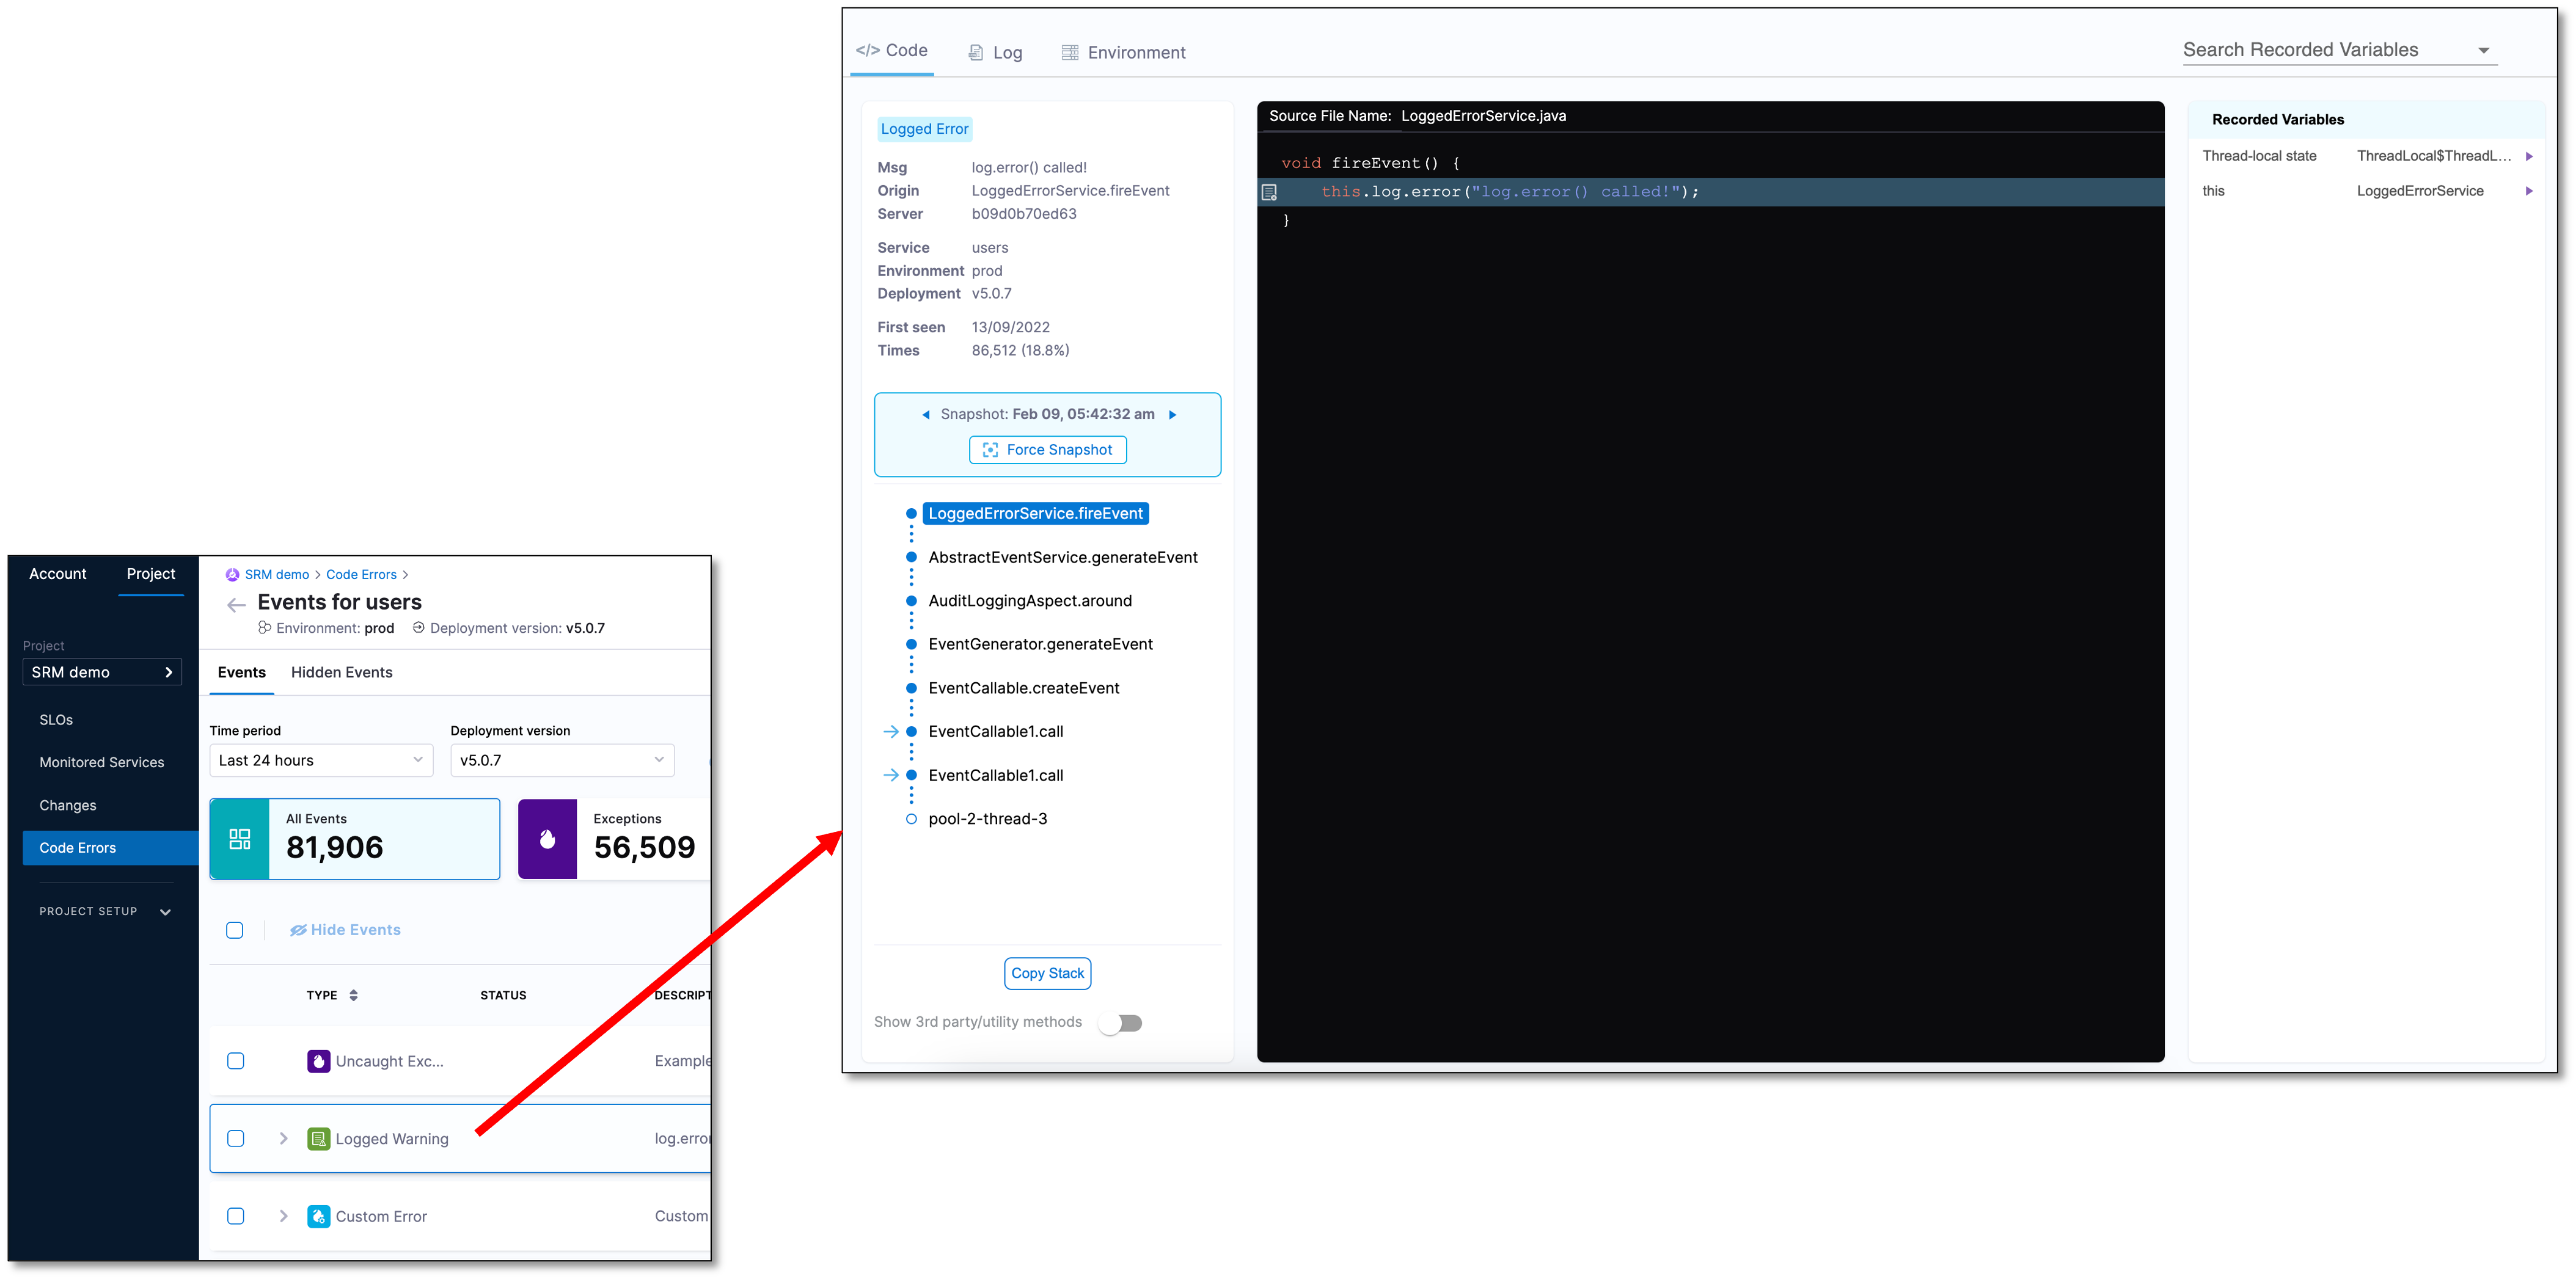 Account Project
Project
SRM demo
SLOs
Monitored Services
Changes
Code Errors
PROJECT SETUP
SRM demo > Code Errors >
Events for users
Environment: prod Deployment version: v5.0.7
Events Hidden Events
Time period Deployment version
Last 24 hours v5.0.7
All Events Exceptions
81,906 56,509
Hide Events
TYPE STATUS DESCRIPT
Uncaught Exc... Example
Logged Warning log.erro
Custom Error Custom
</> Code Log Environment
Search Recorded Variables
Logged Error
Msg log.error() called!
Origin LoggedErrorService.fireEvent
Server b09d0b70ed63
Service users
Environment prod
Deployment v5.0.7
First seen 13/09/2022
Times 86,512 (18.8%)
Snapshot: Feb 09, 05:42:32 am
Force Snapshot
LoggedErrorService.fireEvent
AbstractEventService.generateEvent
AuditLoggingAspect.around
EventGenerator.generateEvent
EventCallable.createEvent
EventCallable1.call
EventCallable1.call
pool-2-thread-3
Copy Stack
Show 3rd party/utility methods
Source File Name: LoggedErrorService.java
void fireEvent() {
this.log.error("log.error() called!");
}
Recorded Variables
Thread-local state ThreadLocal$ThreadL...
this LoggedErrorService